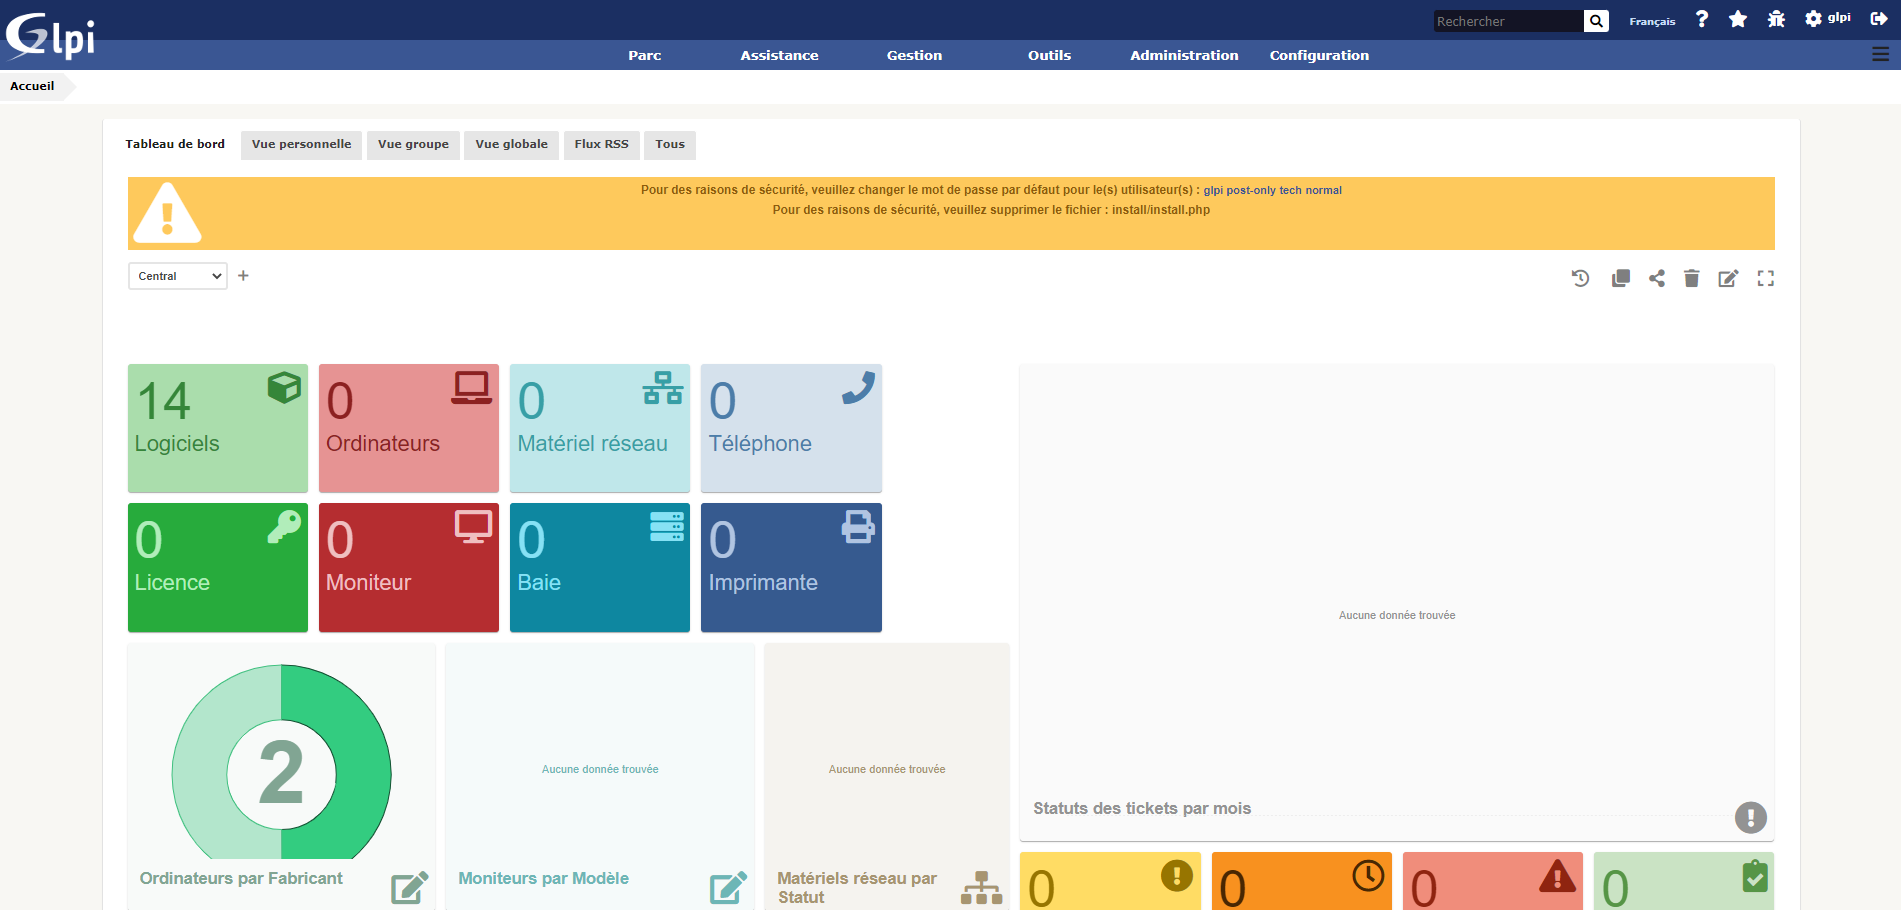 Glpi
Rechercher
Français
glpi
Parc
Assistance
Gestion
Outils
Administration
Configuration
Accueil
Tableau de bord
Vue personnelle
Vue groupe
Vue globale
Flux RSS
Tous
Pour des raisons de sécurité, veuillez changer le mot de passe par défaut pour le(s) utilisateur(s) : glpi post-only tech normal
Pour des raisons de sécurité, veuillez supprimer le fichier : install/install.php
Central
14
Logiciels
0
Ordinateurs
0
Matériel réseau
0
Téléphone
0
Licence
0
Moniteur
0
Baie
0
Imprimante
Aucune donnée trouvée
Statuts des tickets par mois
2
Ordinateurs par Fabricant
Aucune donnée trouvée
Moniteurs par Modèle
Aucune donnée trouvée
Matériels réseau par
Statut
0
0
0
0